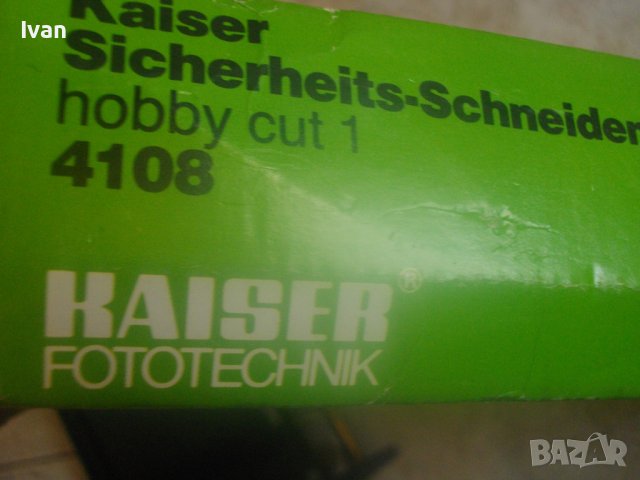 Ivan
Kaiser
Sicherheits-Schneider
hobby cut 1
4108
KAISER®
FOTOTECHNIK
BAZAR